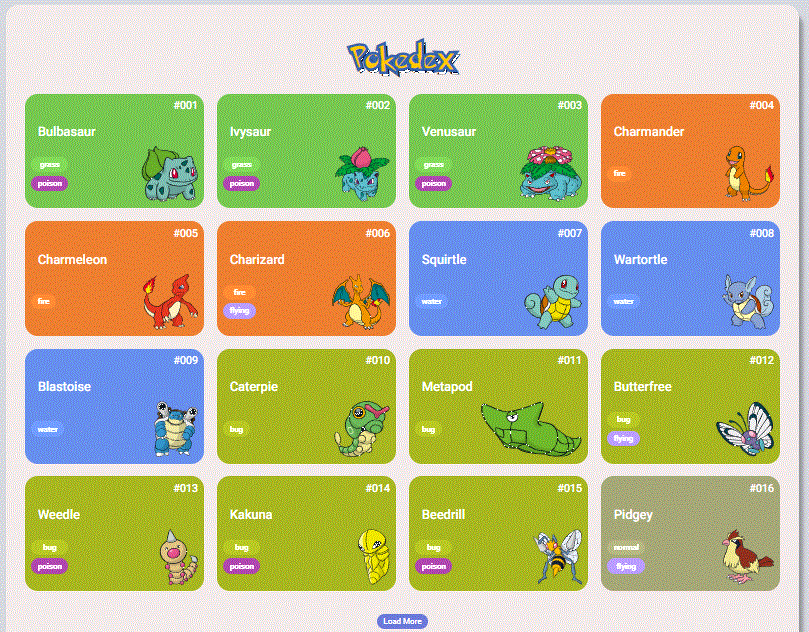 Pokedex
#001
Bulbasaur
grass
poison
#002
Ivysaur
grass
poison
#003
Venusaur
grass
poison
#004
Charmander
fire
#005
Charmeleon
fire
#006
Charizard
fire
flying
#007
Squirtle
water
#008
Wartortle
water
#009
Blastoise
water
#010
Caterpie
bug
#011
Metapod
bug
#012
Butterfree
bug
flying
#013
Weedle
bug
poison
#014
Kakuna
bug
poison
#015
Beedrill
bug
poison
#016
Pidgey
normal
flying
Load More